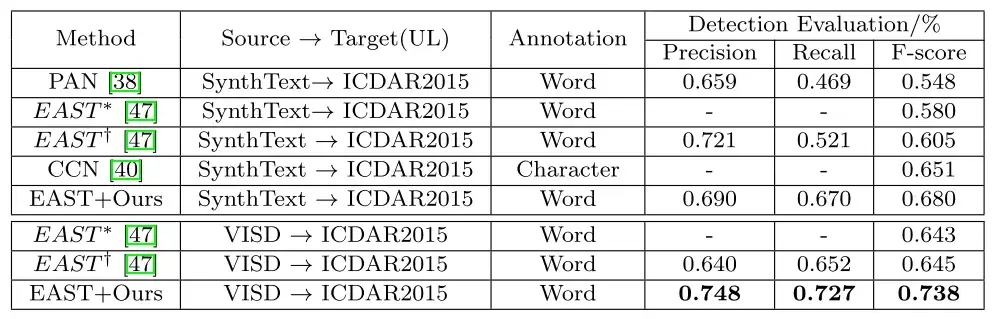 Method Source → Target(UL) Annotation Detection Evaluation/%
Precision Recall F-score
PAN [38] SynthText→ ICDAR2015 Word 0.659 0.469 0.548
EAST* [47] SynthText→ ICDAR2015 Word - - 0.580
EAST† [47] SynthText → ICDAR2015 Word 0.721 0.521 0.605
CCN [40] SynthText → ICDAR2015 Character - - 0.651
EAST+Ours SynthText → ICDAR2015 Word 0.690 0.670 0.680
EAST* [47] VISD → ICDAR2015 Word - - 0.643
EAST† [47] VISD → ICDAR2015 Word 0.640 0.652 0.645
EAST+Ours VISD → ICDAR2015 Word 0.748 0.727 0.738